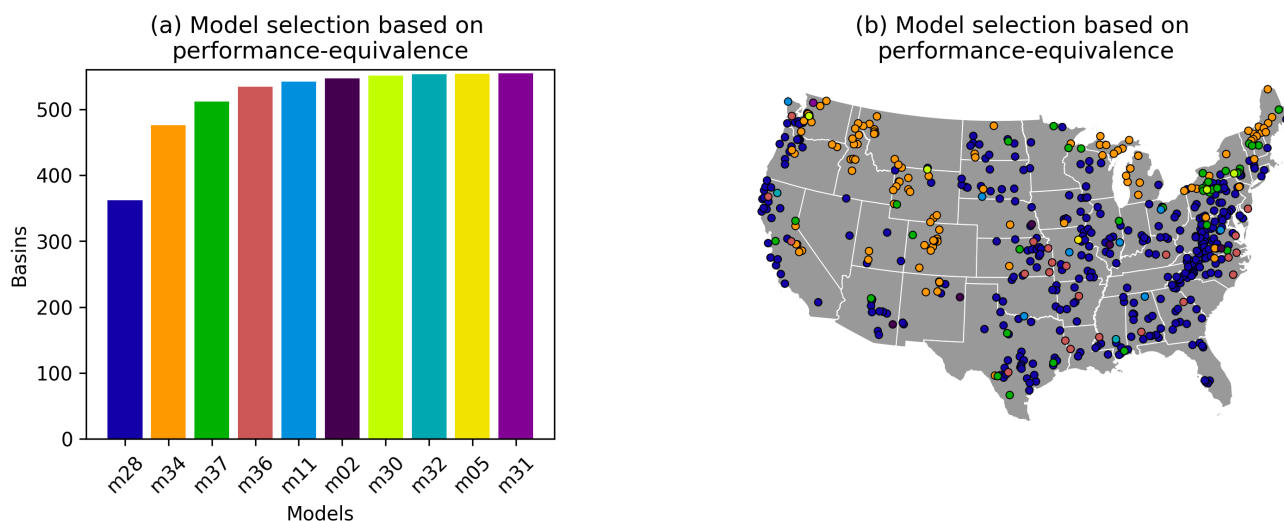 (a) Model selection based on
performance-equivalence
(b) Model selection based on
performance-equivalence
Basins
500
400
300
200
100
0
m28
m34
m37
m36
m11
m02
m30
m32
m05
m31
Models